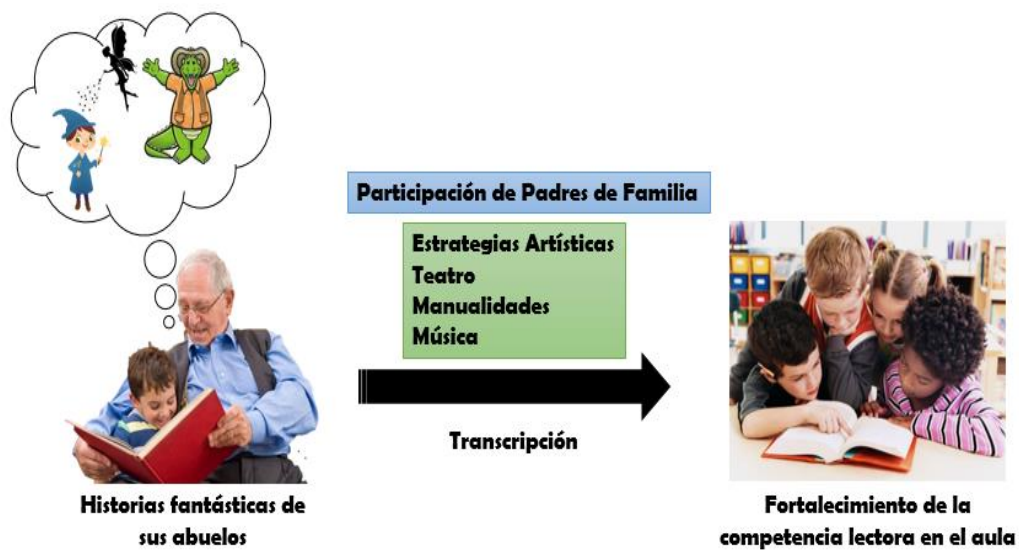 Participación de Padres de Familia
Estrategias Artísticas
Teatro
Manualidades
Música
Transcripción
Historias fantásticas de
sus abuelos
Fortalecimiento de la
competencia lectora en el aula